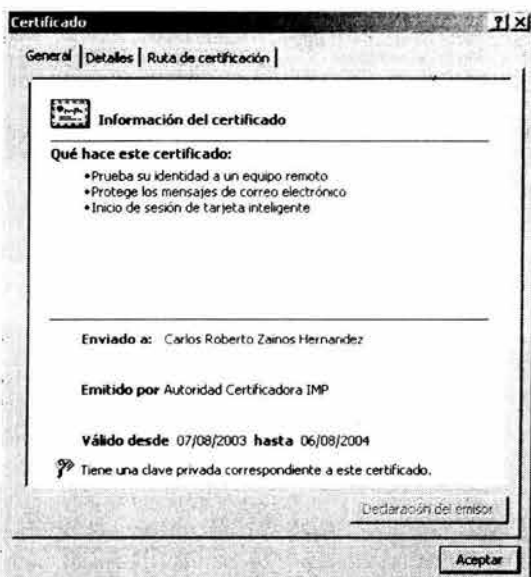 Certificado
General Detalles Ruta de certificación
Información del certificado
Qué hace este certificado:
•Prueba su identidad a un equipo remoto
•Protege los mensajes de correo electrónico
•Inicio de sesión de tarjeta inteligente
Enviado a: Carlos Roberto Zainos Hernandez
Emitido por Autoridad Certificadora IMP
Válido desde 07/08/2003 hasta 06/08/2004
Tiene una clave privada correspondiente a este certificado.
Declaración del emisor
Aceptar